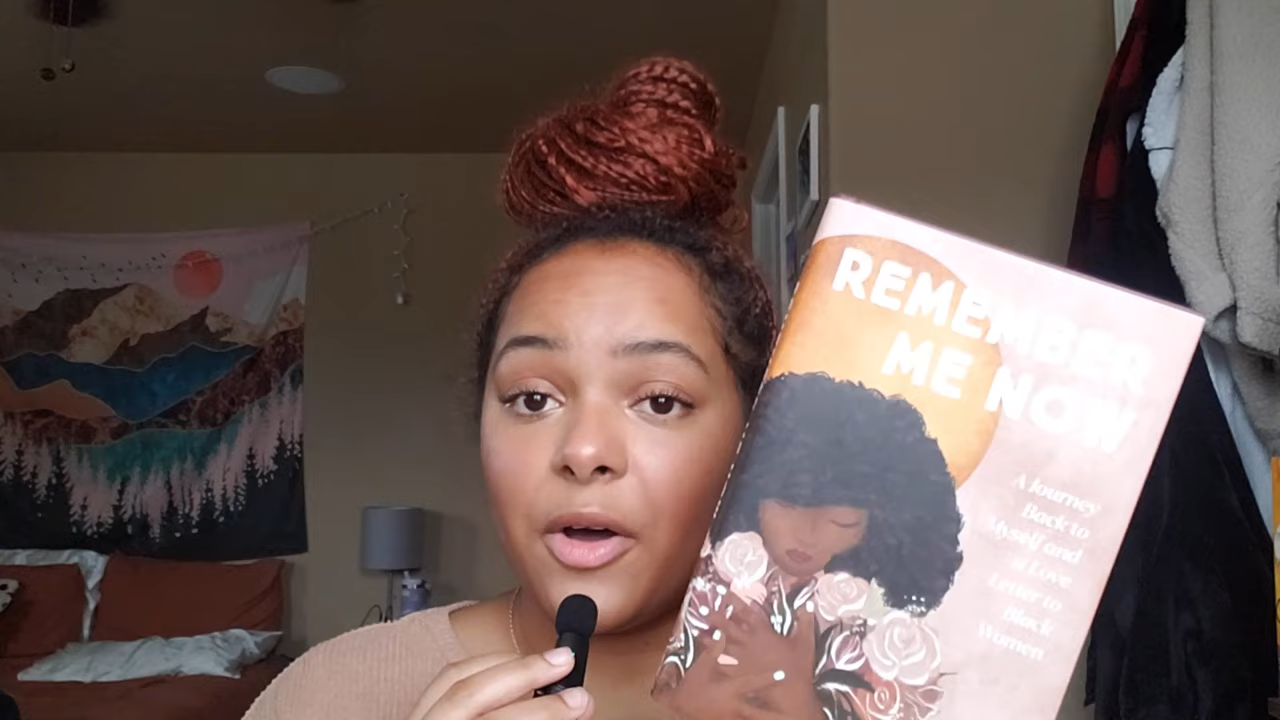 REMEMBER
ME NOW
A Journey
Back to
Myself and
a Love
Letter to
Black
Women